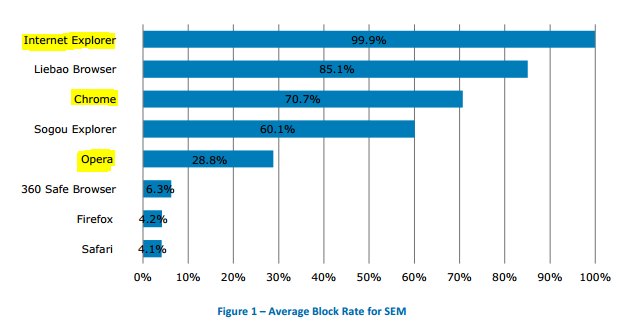 Internet Explorer 99.9%
Liebao Browser 85.1%
Chrome 70.7%
Sogou Explorer 60.1%
Opera 28.8%
360 Safe Browser 6.3%
Firefox 4.2%
Safari 4.1%
0% 10% 20% 30% 40% 50% 60% 70% 80% 90% 100%
Figure 1 – Average Block Rate for SEM